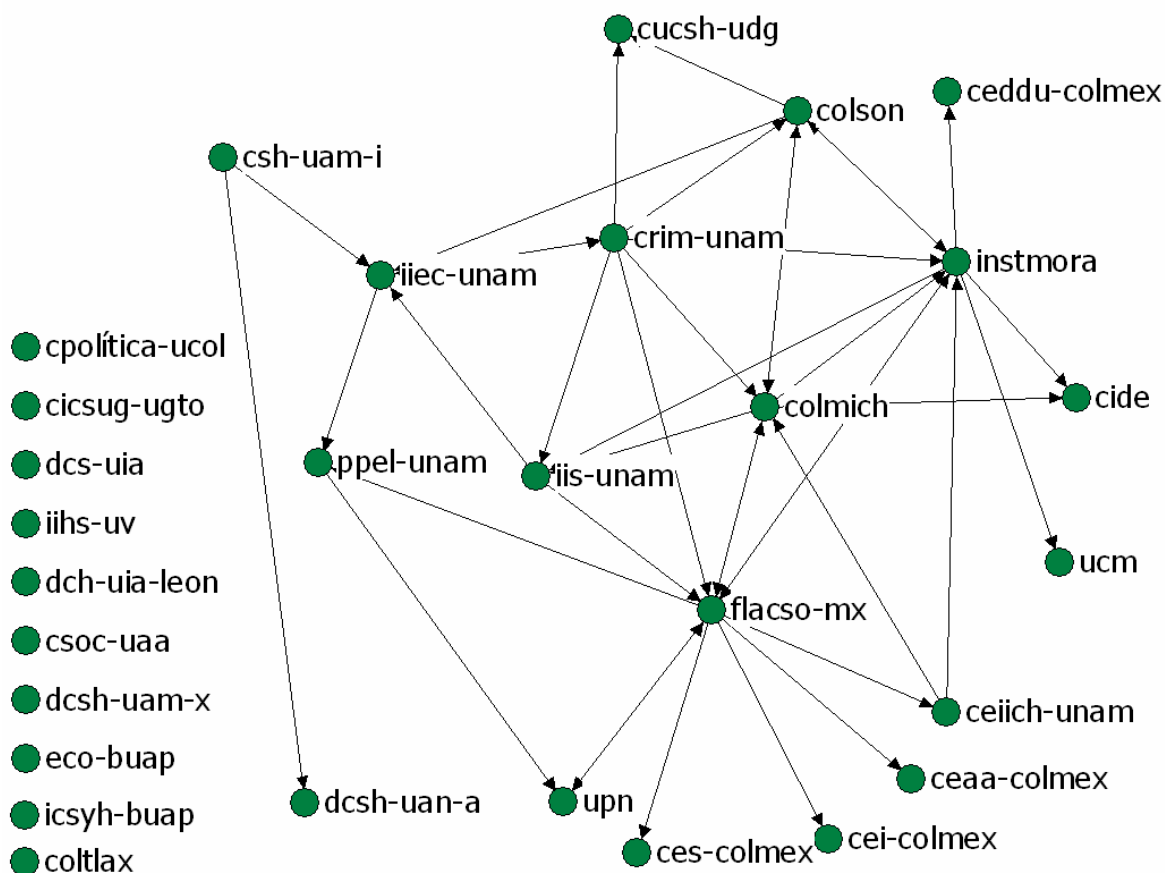 cucsh-udg
ceddu-colmex
colson
csh-uam-i
crim-unam
instmora
iiec-unam
cpolítica-ucol
cide
cicsug-ugto
colmich
dcs-uia
ppel-unam
iis-unam
iihs-uv
ucm
dch-uia-leon
flacso-mx
csoc-uaa
dcsh-uam-x
ceiich-unam
eco-buap
ceaa-colmex
dcsh-uan-a
upn
icsyh-buap
cei-colmex
ces-colmex
coltlax